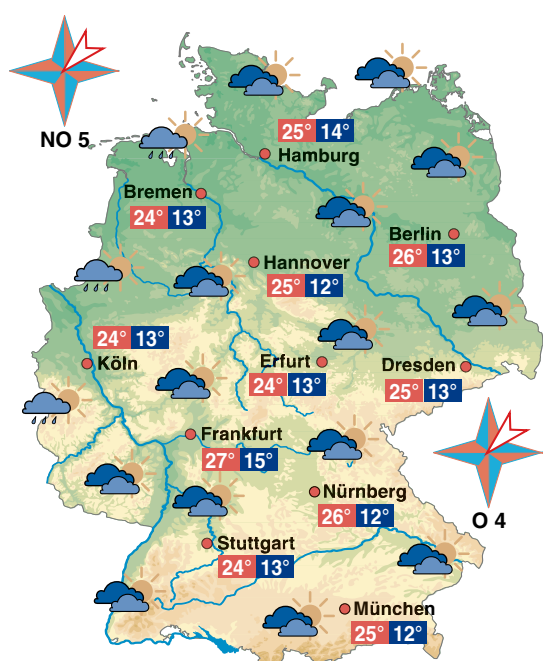 NO 5
25° 14°
Hamburg
Bremen
24° 13°
Berlin
26° 13°
Hannover
25° 12°
24° 13°
Köln
Erfurt
24° 13°
Dresden
25° 13°
Frankfurt
27° 15°
Nürnberg
26° 12°
O 4
Stuttgart
24° 13°
München
25° 12°